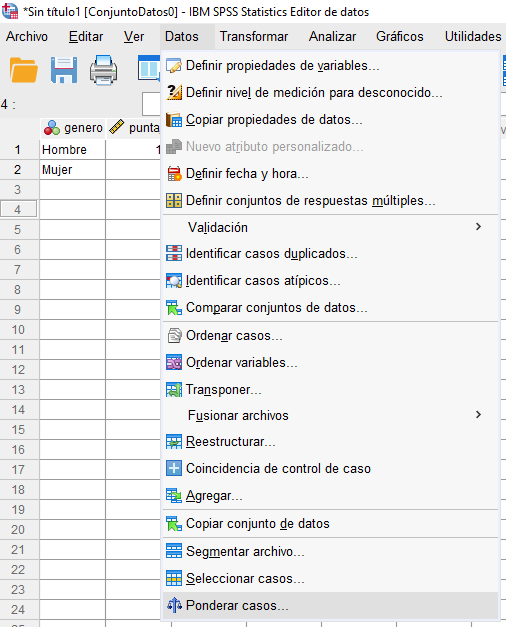 *Sin título1 [ConjuntoDatos0] - IBM SPSS Statistics Editor de datos
Archivo Editar Ver Datos Transformar Analizar Gráficos Utilidades
4 :
genero punta
1 Hombre 1
2 Mujer
3
4
5
6
7
8
9
10
11
12
13
14
15
16
17
18
19
20
21
22
23
24
Definir propiedades de variables...
Definir nivel de medición para desconocido...
Copiar propiedades de datos...
Nuevo atributo personalizado...
Definir fecha y hora...
Definir conjuntos de respuestas múltiples...
Validación
Identificar casos duplicados...
Identificar casos atípicos...
Comparar conjuntos de datos...
Ordenar casos...
Ordenar variables...
Transponer...
Fusionar archivos
Reestructurar...
Coincidencia de control de caso
Agregar...
Copiar conjunto de datos
Segmentar archivo...
Seleccionar casos...
Ponderar casos...